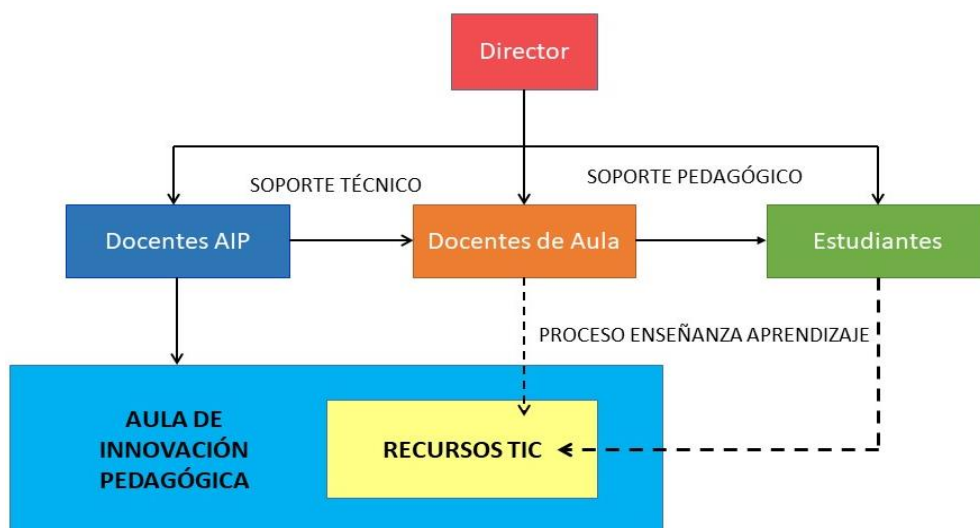 Director
SOPORTE TÉCNICO
SOPORTE PEDAGÓGICO
Docentes AIP
Docentes de Aula
Estudiantes
PROCESO ENSEÑANZA APRENDIZAJE
AULA DE
INNOVACIÓN
PEDAGÓGICA
RECURSOS TIC